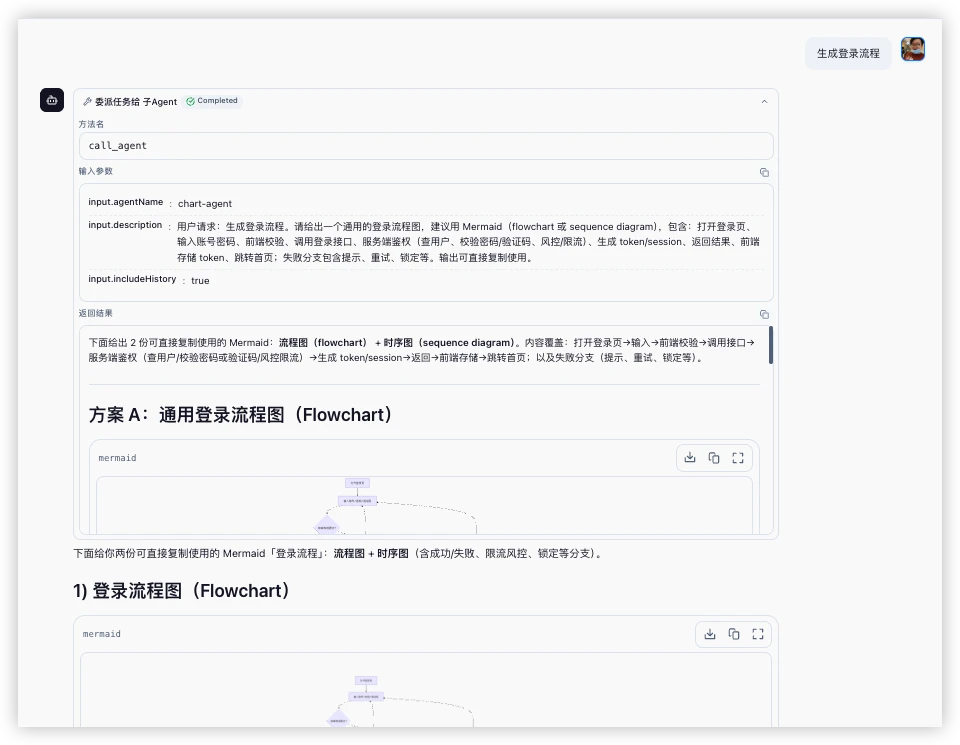 生成登录流程
委派任务给 子Agent Completed
方法名
call_agent
输入参数
input.agentName : chart-agent
input.description : 用户请求：生成登录流程。请给出一个通用的登录流程图，建议用 Mermaid（flowchart 或 sequence diagram），包含：打开登录页、
输入账号密码、前端校验、调用登录接口、服务端鉴权（查用户、校验密码/验证码、风控/限流）、生成 token/session、返回结果、前端
存储 token、跳转首页；失败分支包含提示、重试、锁定等。输出可直接复制使用。
input.includeHistory : true
返回结果
下面给出 2 份可直接复制使用的 Mermaid：流程图（flowchart） + 时序图（sequence diagram）。内容覆盖：打开登录页→输入→前端校验→调用接口→
服务端鉴权（查用户/校验密码或验证码/风控限流）→生成 token/session→返回→前端存储→跳转首页；以及失败分支（提示、重试、锁定等）。
方案 A：通用登录流程图（Flowchart）
mermaid
下面给你两份可直接复制使用的 Mermaid「登录流程」：流程图 + 时序图（含成功/失败、限流风控、锁定等分支）。
1) 登录流程图（Flowchart）
mermaid